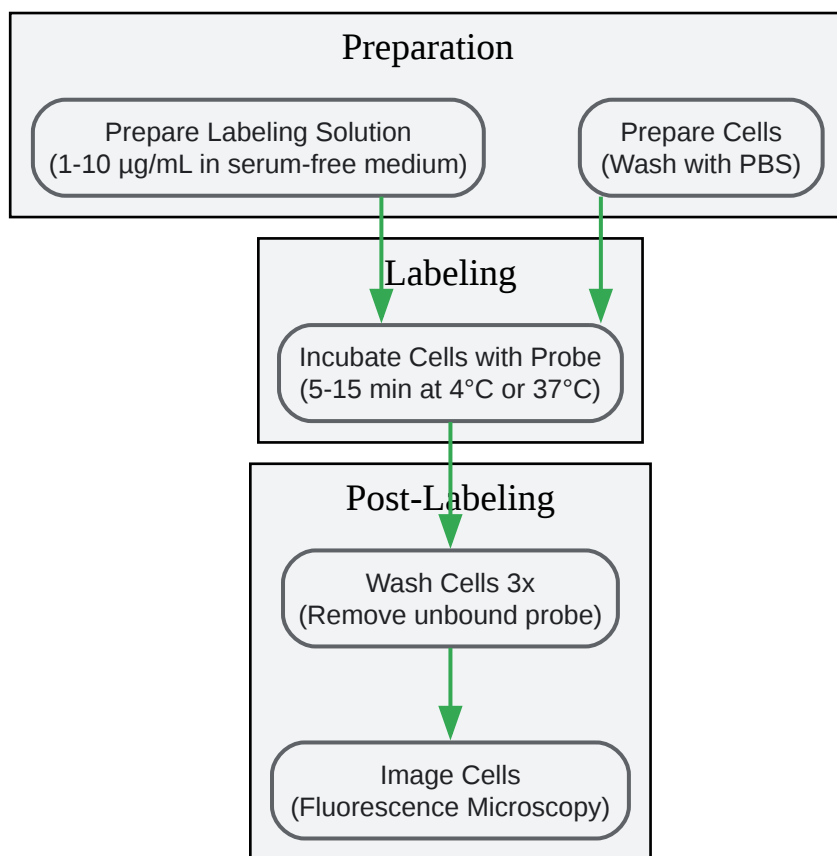 Preparation
Prepare Labeling Solution
(1-10 µg/mL in serum-free medium)
Prepare Cells
(Wash with PBS)
Labeling
Incubate Cells with Probe
(5-15 min at 4°C or 37°C)
Post-Labeling
Wash Cells 3x
(Remove unbound probe)
Image Cells
(Fluorescence Microscopy)